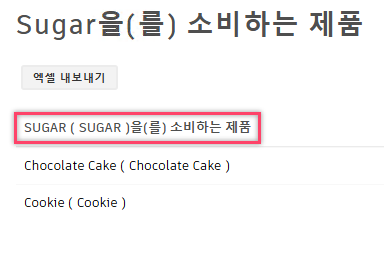 Sugar을(를) 소비하는 제품
엑셀 내보내기
SUGAR ( SUGAR )을(를) 소비하는 제품
Chocolate Cake ( Chocolate Cake )
Cookie ( Cookie )